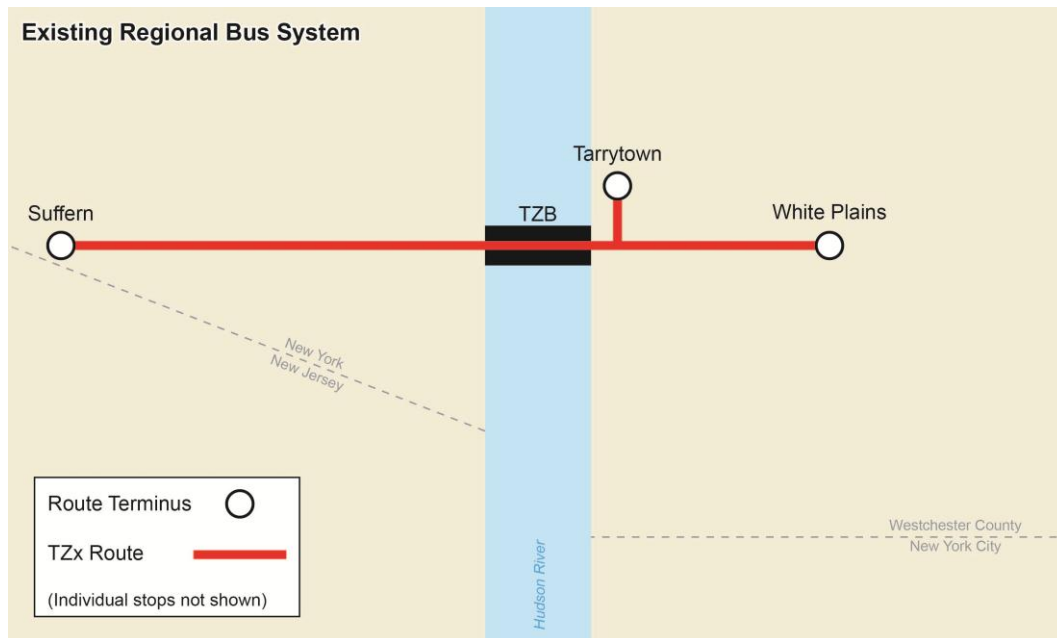 Existing Regional Bus System
Tarrytown
Suffern
TZB
White Plains
New York
New Jersey
Route Terminus
TZx Route
(Individual stops not shown)
Hudson River
Westchester County
New York City